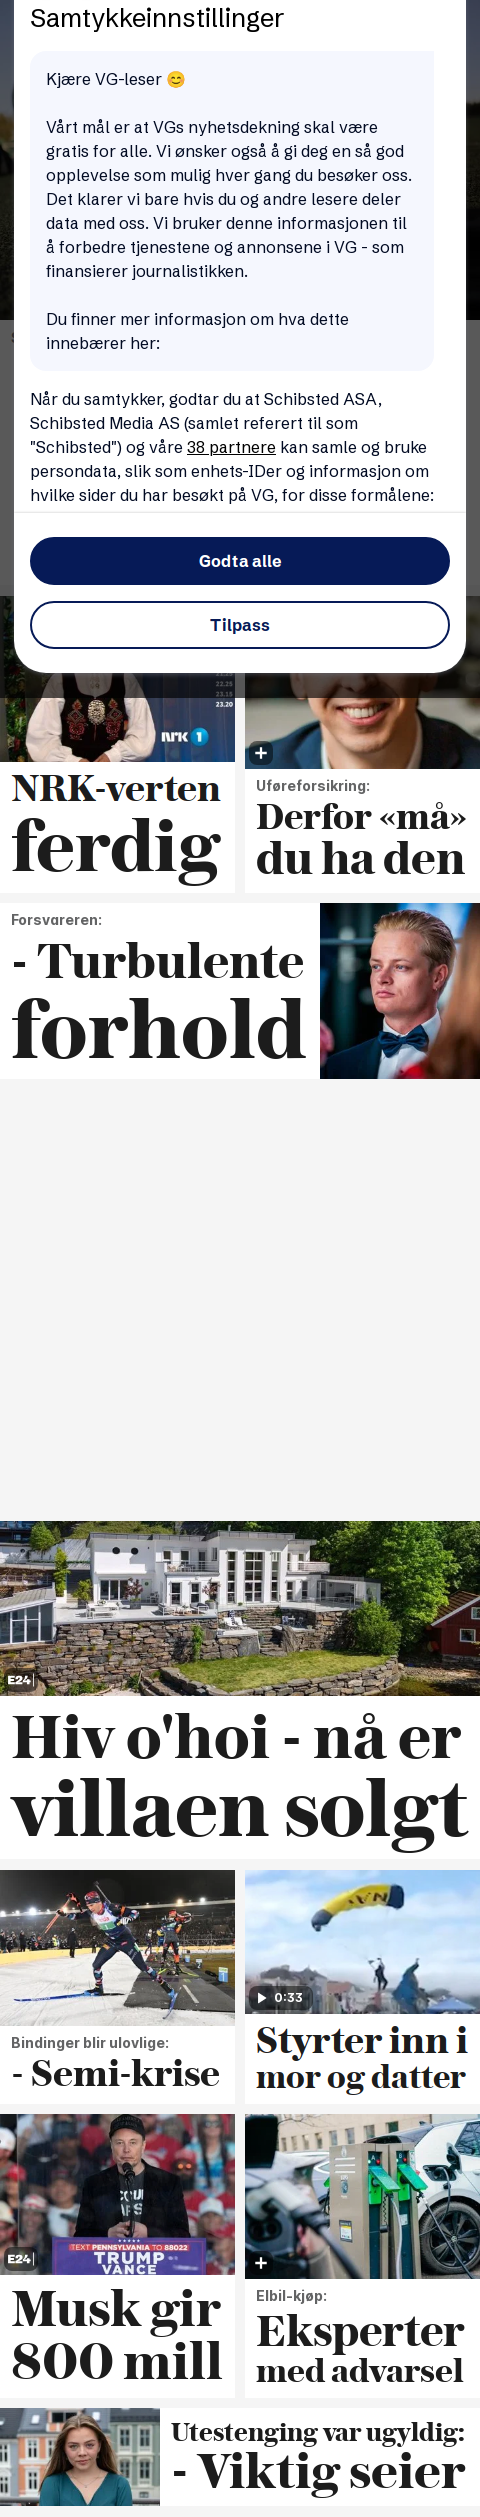 Samtykkeinnstillinger
Kjære VG-leser 😊
Vårt mål er at VGs nyhetsdekning skal være
gratis for alle. Vi ønsker også å gi deg en så god
opplevelse som mulig hver gang du besøker oss.
Det klarer vi bare hvis du og andre lesere deler
data med oss. Vi bruker denne informasjonen til
å forbedre tjenestene og annonsene i VG - som
finansierer journalistikken.
Du finner mer informasjon om hva dette
innebærer her:
Når du samtykker, godtar du at Schibsted ASA,
Schibsted Media AS (samlet referert til som
"Schibsted") og våre 38 partnere kan samle og bruke
persondata, slik som enhets-IDer og informasjon om
hvilke sider du har besøkt på VG, for disse formålene:
Godta alle
Tilpass
22.25
23.15
23.20
NRK 1
NRK-verten
ferdig
Uføreforsikring:
Derfor «må»
du ha den
Forsvareren:
- Turbulente
forhold
E24
Hiv o'hoi - nå er
villaen solgt
Bindinger blir ulovlige:
- Semi-krise
0:33
Styrter inn i
mor og datter
TEXT PENNSYLVANIA TO 88022
TRUMP
VANCE
E24
Musk gir
800 mill
Elbil-kjøp:
Eksperter
med advarsel
Utestenging var ugyldig:
- Viktig seier